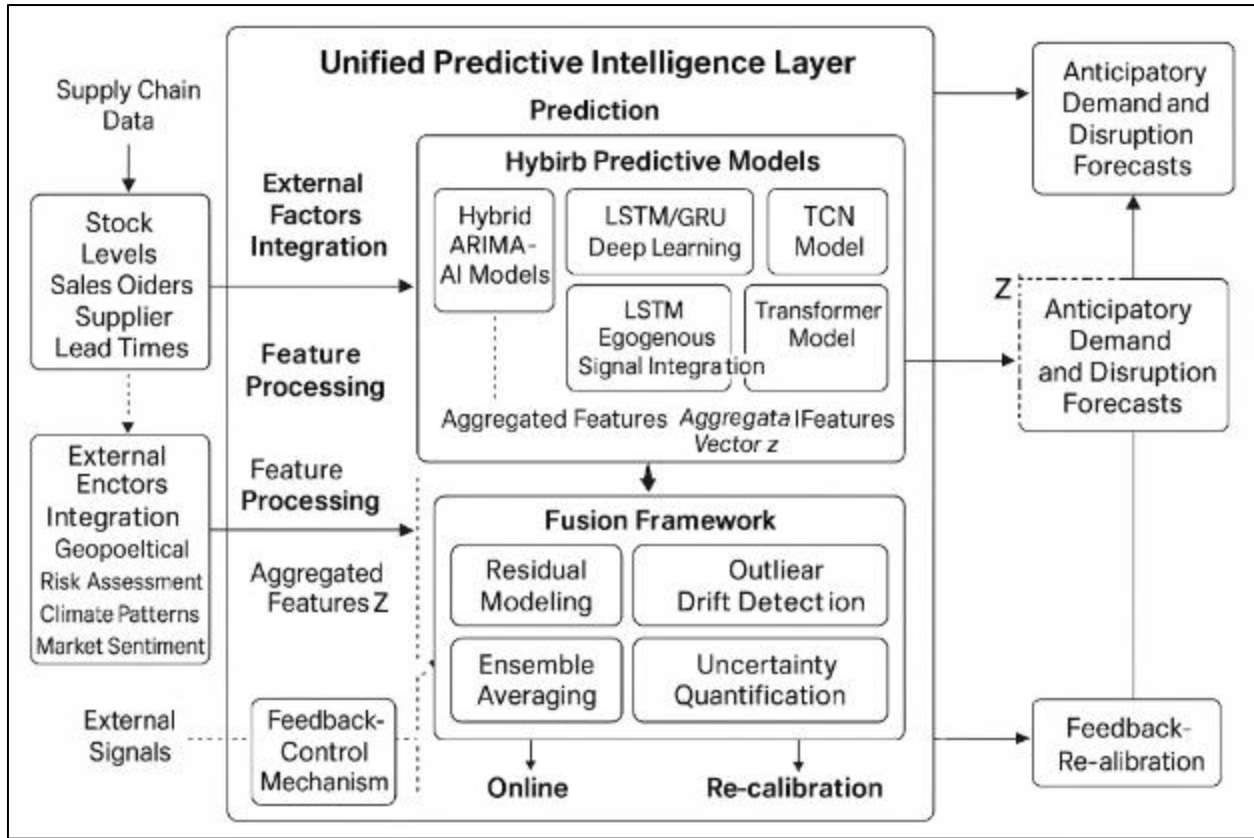 Unified Predictive Intelligence Layer
Supply Chain
Data
Stock
Levels
Sales Oiders
Supplier
Lead Times
External
Enctors
Integration
Geopoeltical
Risk Assessment
Climate Patterns
Market Sentiment
External
Signals
External
Factors
Integration
Feature
Processing
Feature
Processing
Aggregated
Features Z
Feedback-
Control
Mechanism
Prediction
Hybirb Predictive Models
Hybrid
ARIMA-
AI Models
LSTM/GRU
Deep Learning
TCN
Model
LSTM
Egogenous
Signal Integration
Transformer
Model
Aggregated Features
Aggregata IFeatures
Vector z
Fusion Framework
Residual
Modeling
Outliear
Drift Detection
Ensemble
Averaging
Uncertainty
Quantification
Online
Re-calibration
Anticipatory
Demand and
Disruption
Forecasts
Z
Anticipatory
Demand
and Disruption
Forecasts
Feedback-
Re-alibration